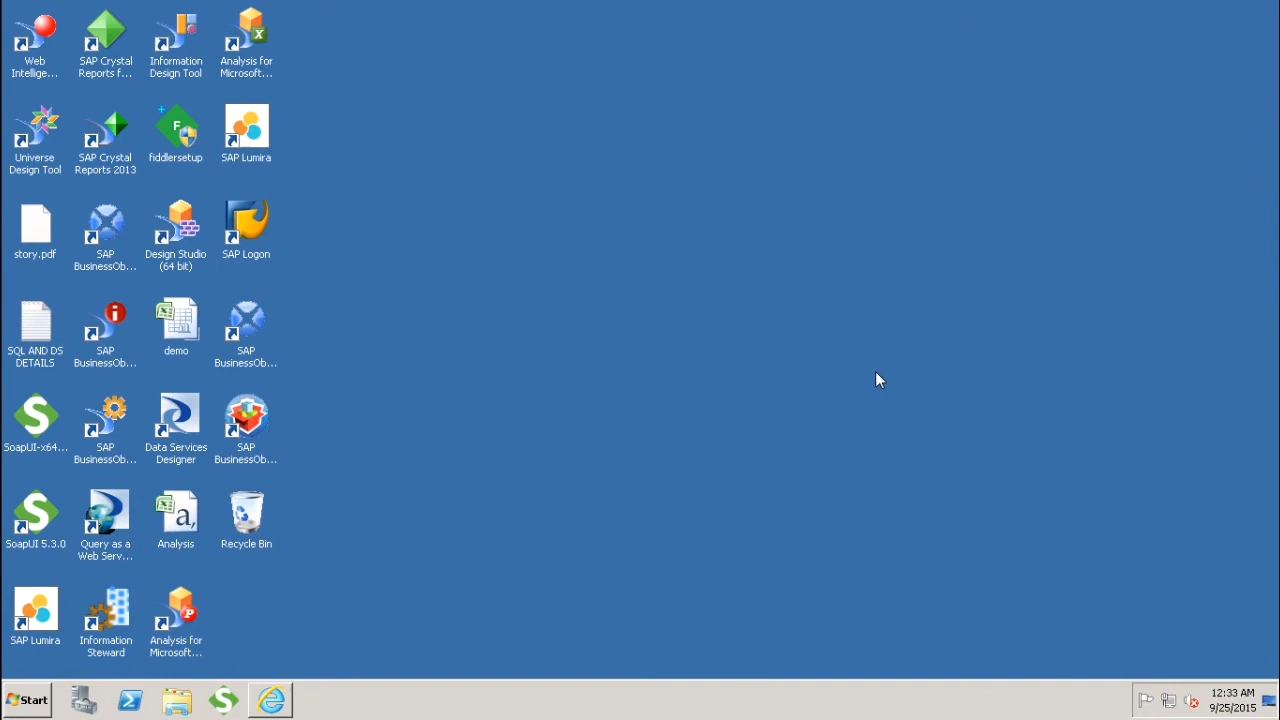 Web
Intellige...
SAP Crystal
Reports f...
Information
Design Tool
Analysis for
Microsoft...
Universe
Design Tool
SAP Crystal
Reports 2013
fiddlersetup
SAP Lumira
story.pdf
SAP
BusinessOb...
Design Studio
(64 bit)
SAP Logon
SQL AND DS
DETAILS
SAP
BusinessOb...
demo
SAP
BusinessOb...
SoapUI-x64...
SAP
BusinessOb...
Data Services
Designer
SAP
BusinessOb...
SoapUI 5.3.0
Query as a
Web Serv...
Analysis
Recycle Bin
SAP Lumira
Information
Steward
Analysis for
Microsoft...
Start
12:33 AM
9/25/2015